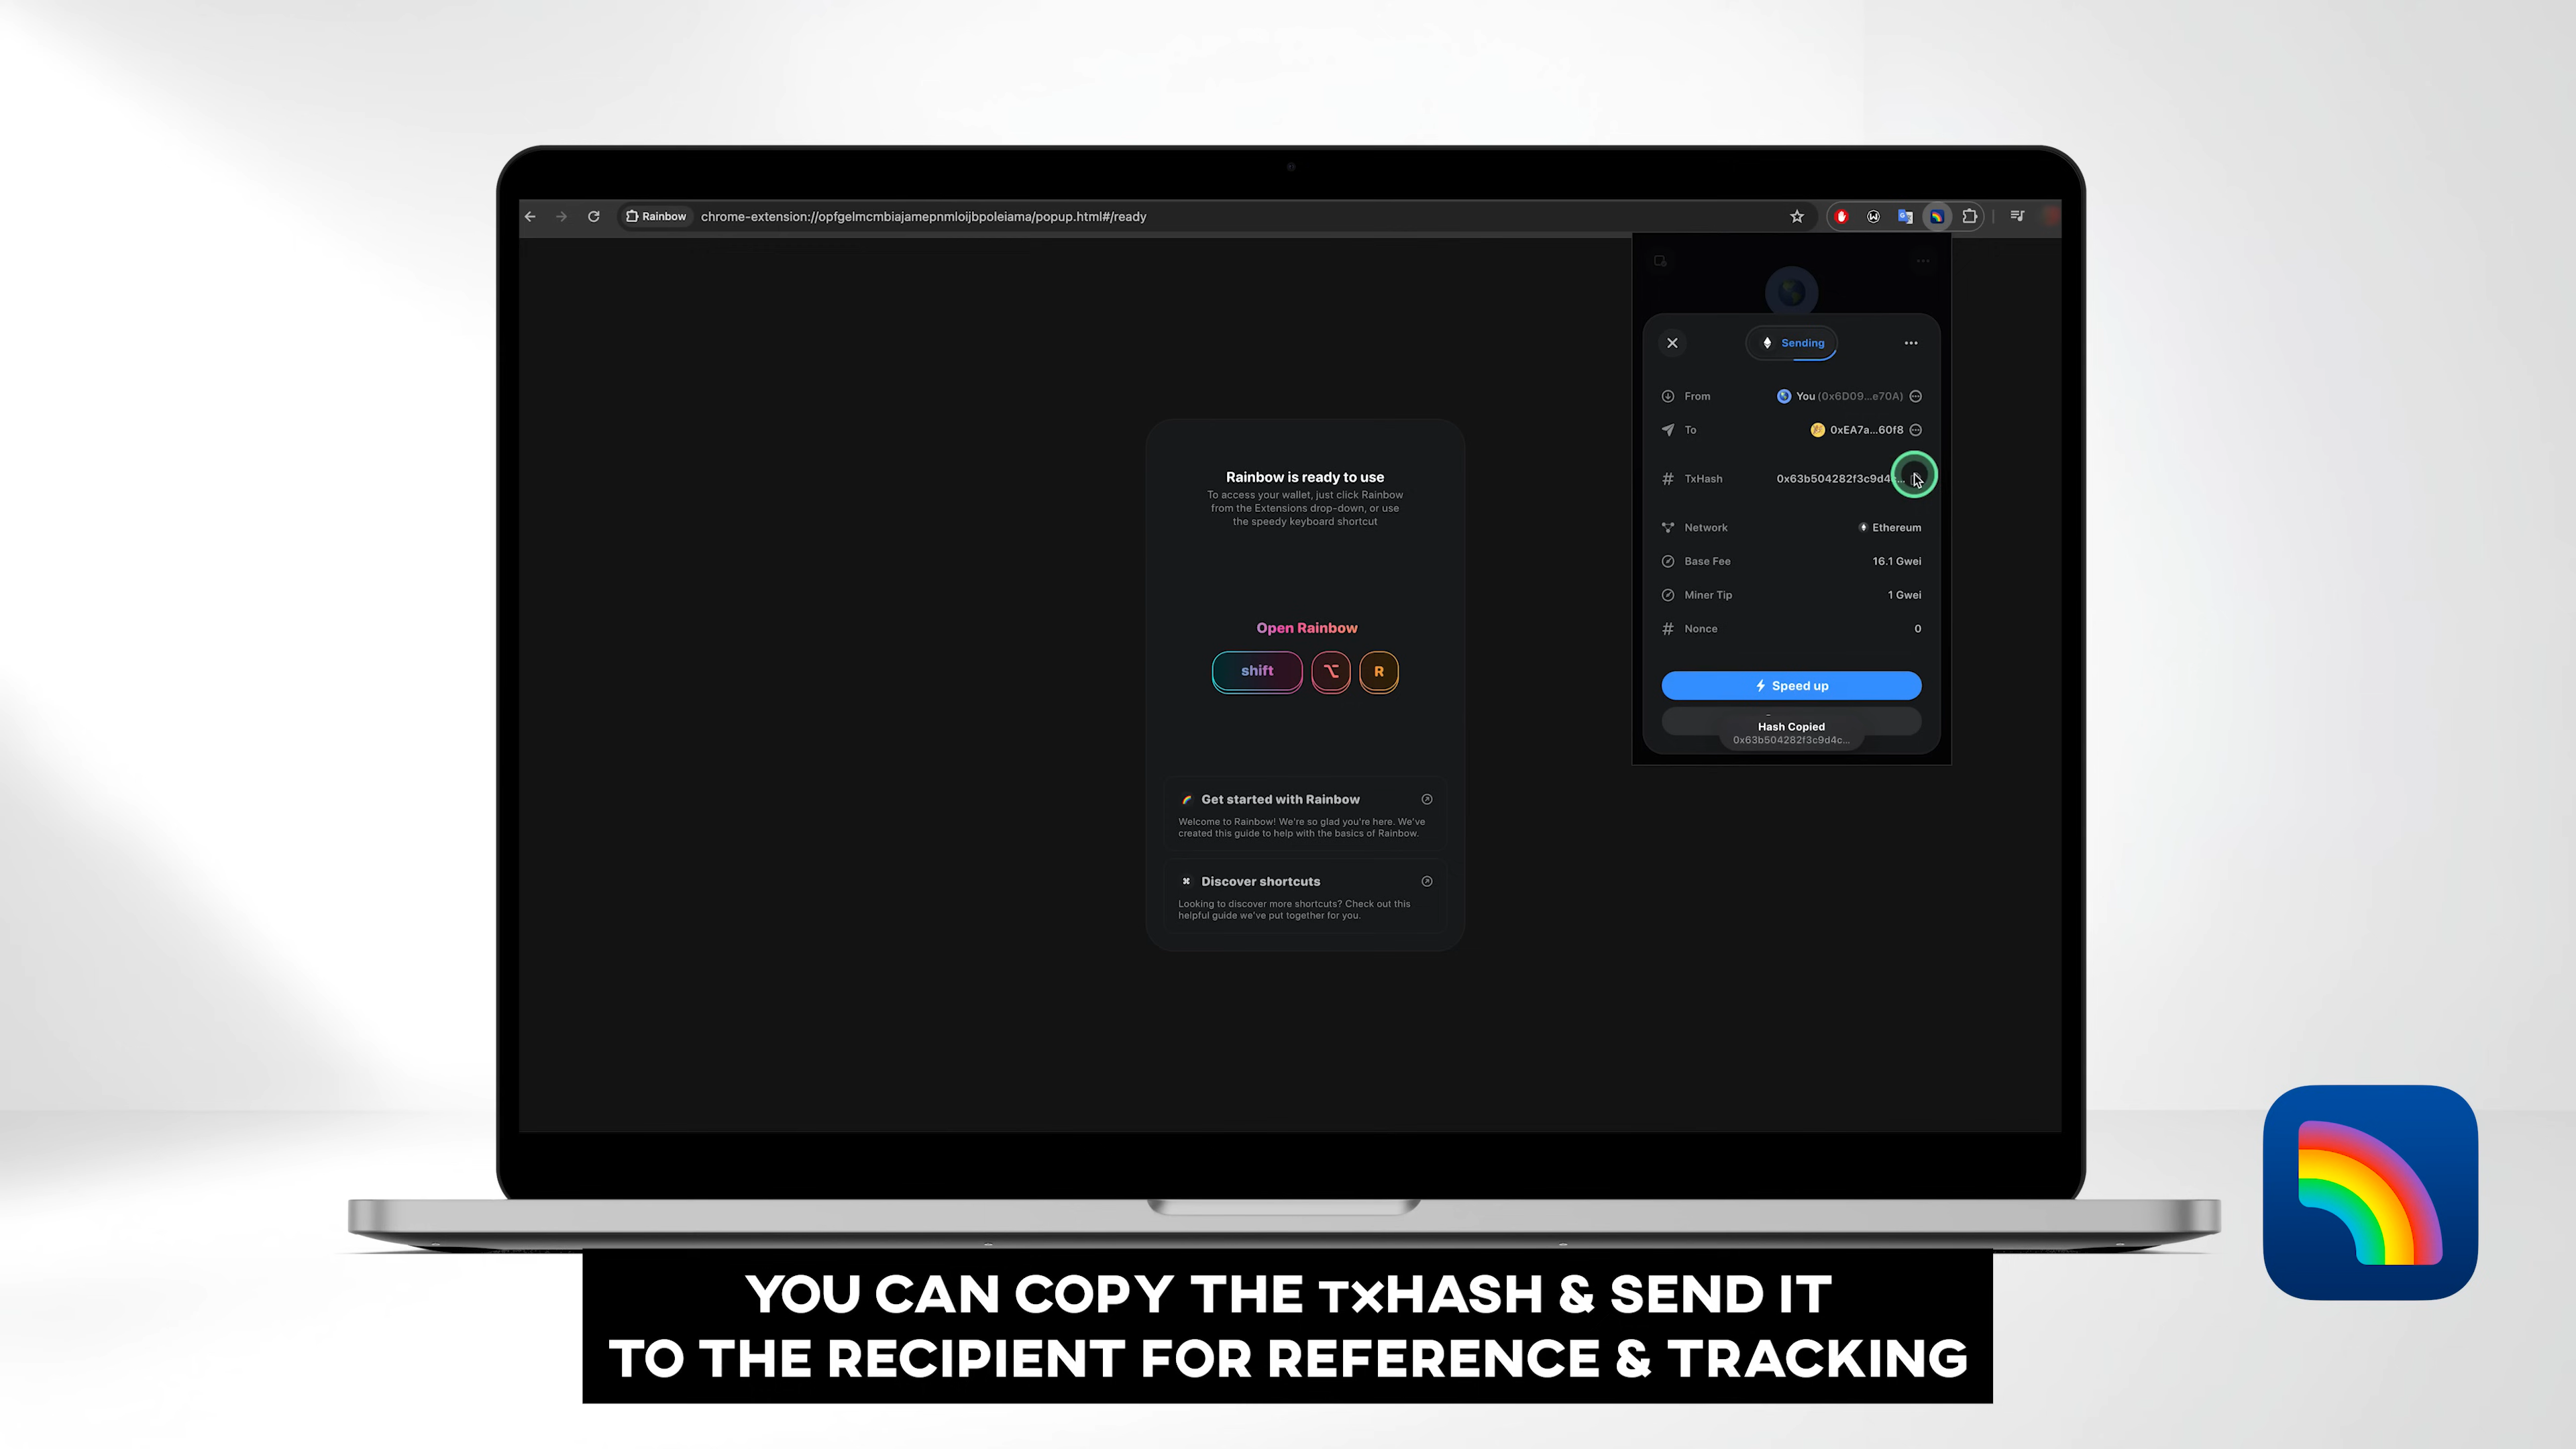 Rainbow
chrome-extension://opfgelmcmbiajamepnmloijbpoleiama/popup.html#/ready
Sending
From You (0x6D09...e70A)
To 0xEA7a...60f8
TxHash 0x63b504282f3c9d4c...
Network Ethereum
Base Fee 16.1 Gwei
Miner Tip 1 Gwei
Nonce 0
Speed up
Hash Copied
0x63b504282f3c9d4c...
Rainbow is ready to use
To access your wallet, just click Rainbow
from the Extensions drop-down, or use
the speedy keyboard shortcut
Open Rainbow
shift
R
Get started with Rainbow
Welcome to Rainbow! We're so glad you're here. We've
created this guide to help with the basics of Rainbow.
Discover shortcuts
Looking to discover more shortcuts? Check out this
helpful guide we've put together for you.
YOU CAN COPY THE TxHASH & SEND IT
TO THE RECIPIENT FOR REFERENCE & TRACKING